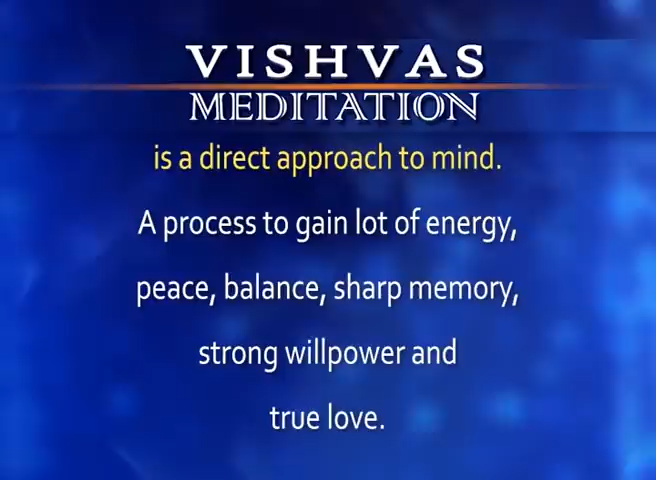 VISHVAS
MEDITATION
is a direct approach to mind.
A process to gain lot of energy,
peace, balance, sharp memory,
strong willpower and
true love.